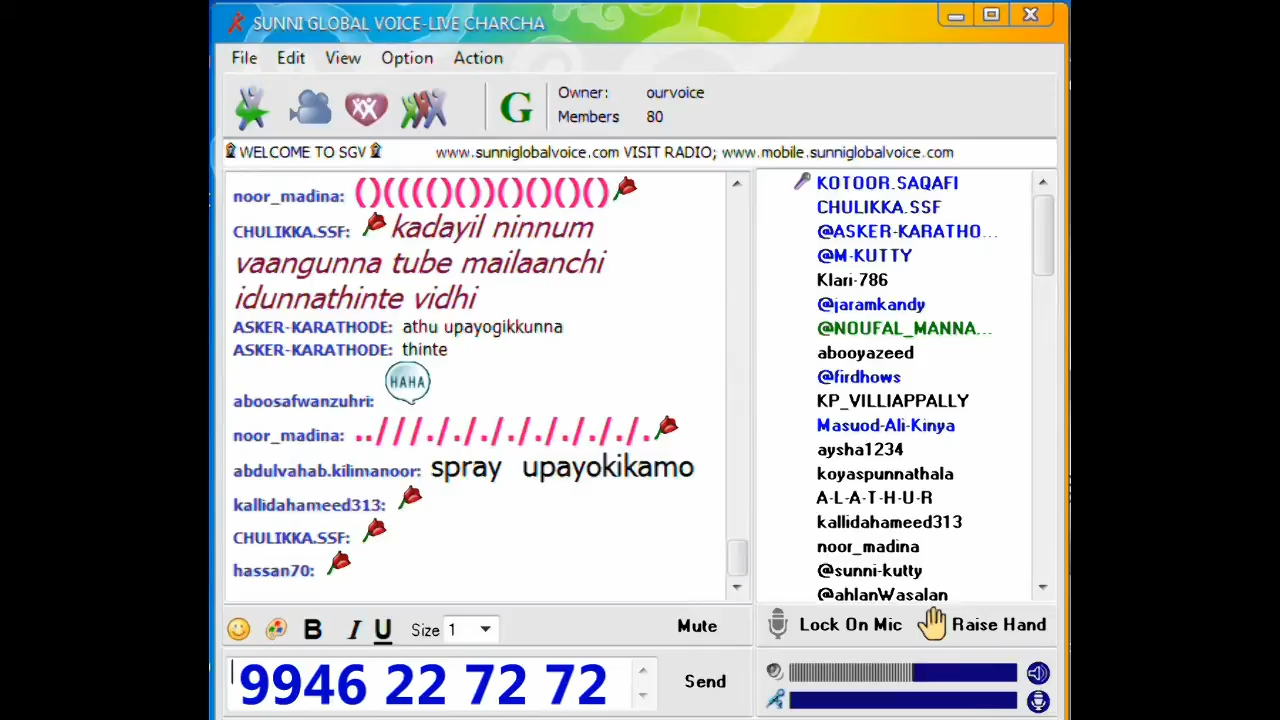 SUNNI GLOBAL VOICE-LIVE CHARCHA
File Edit View Option Action
G
Owner: ourvoice
Members 80
WELCOME TO SGV www.sunniglobalvoice.com VISIT RADIO; www.mobile.sunniglobalvoice.com
noor_madina: ()(((()())()()()
CHULIKKA.SSF: kadayil ninnum
vaangunna tube mailaanchi
idunnathinte vidhi
ASKER-KARATHODE: athu upayogikkunna
ASKER-KARATHODE: thinte
HAHA
aboosafwanzuhri:
noor_madina: ..///./././././././././.
abdulvahab.kilimanoor: spray upayokikamo
kallidahameed313:
CHULIKKA.SSF:
hassan70:
KOTOOR.SAQAFI
CHULIKKA.SSF
@ASKER-KARATHO...
@M-KUTTY
Klari-786
@jaramkandy
@NOUFAL_MANNA...
abooyazeed
@firdhows
KP_VILLIAPPALLY
Masuod-Ali-Kinya
aysha1234
koyaspunnathala
A-L-A-T-H-U-R
kallidahameed313
noor_madina
@sunni-kutty
@ahlanWasalan
B I U Size 1 Mute
Lock On Mic Raise Hand
9946 22 72 72 Send